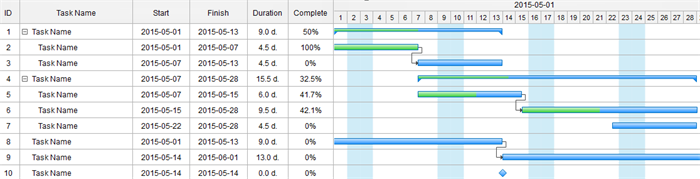 2015-05-01
ID Task Name Start Finish Duration Complete 1 2 3 4 5 6 7 8 9 10 11 12 13 14 15 16 17 18 19 20 21 22 23 24 25 26 27 28
1 Task Name 2015-05-01 2015-05-13 9.0 d. 50%
2 Task Name 2015-05-01 2015-05-07 4.5 d. 100%
3 Task Name 2015-05-07 2015-05-13 4.5 d. 0%
4 Task Name 2015-05-07 2015-05-28 15.5 d. 32.5%
5 Task Name 2015-05-07 2015-05-15 6.0 d. 41.7%
6 Task Name 2015-05-15 2015-05-28 9.5 d. 42.1%
7 Task Name 2015-05-22 2015-05-28 4.5 d. 0%
8 Task Name 2015-05-01 2015-05-13 9.0 d. 0%
9 Task Name 2015-05-14 2015-06-01 13.0 d. 0%
10 Task Name 2015-05-14 2015-05-14 0.0 d. 0%